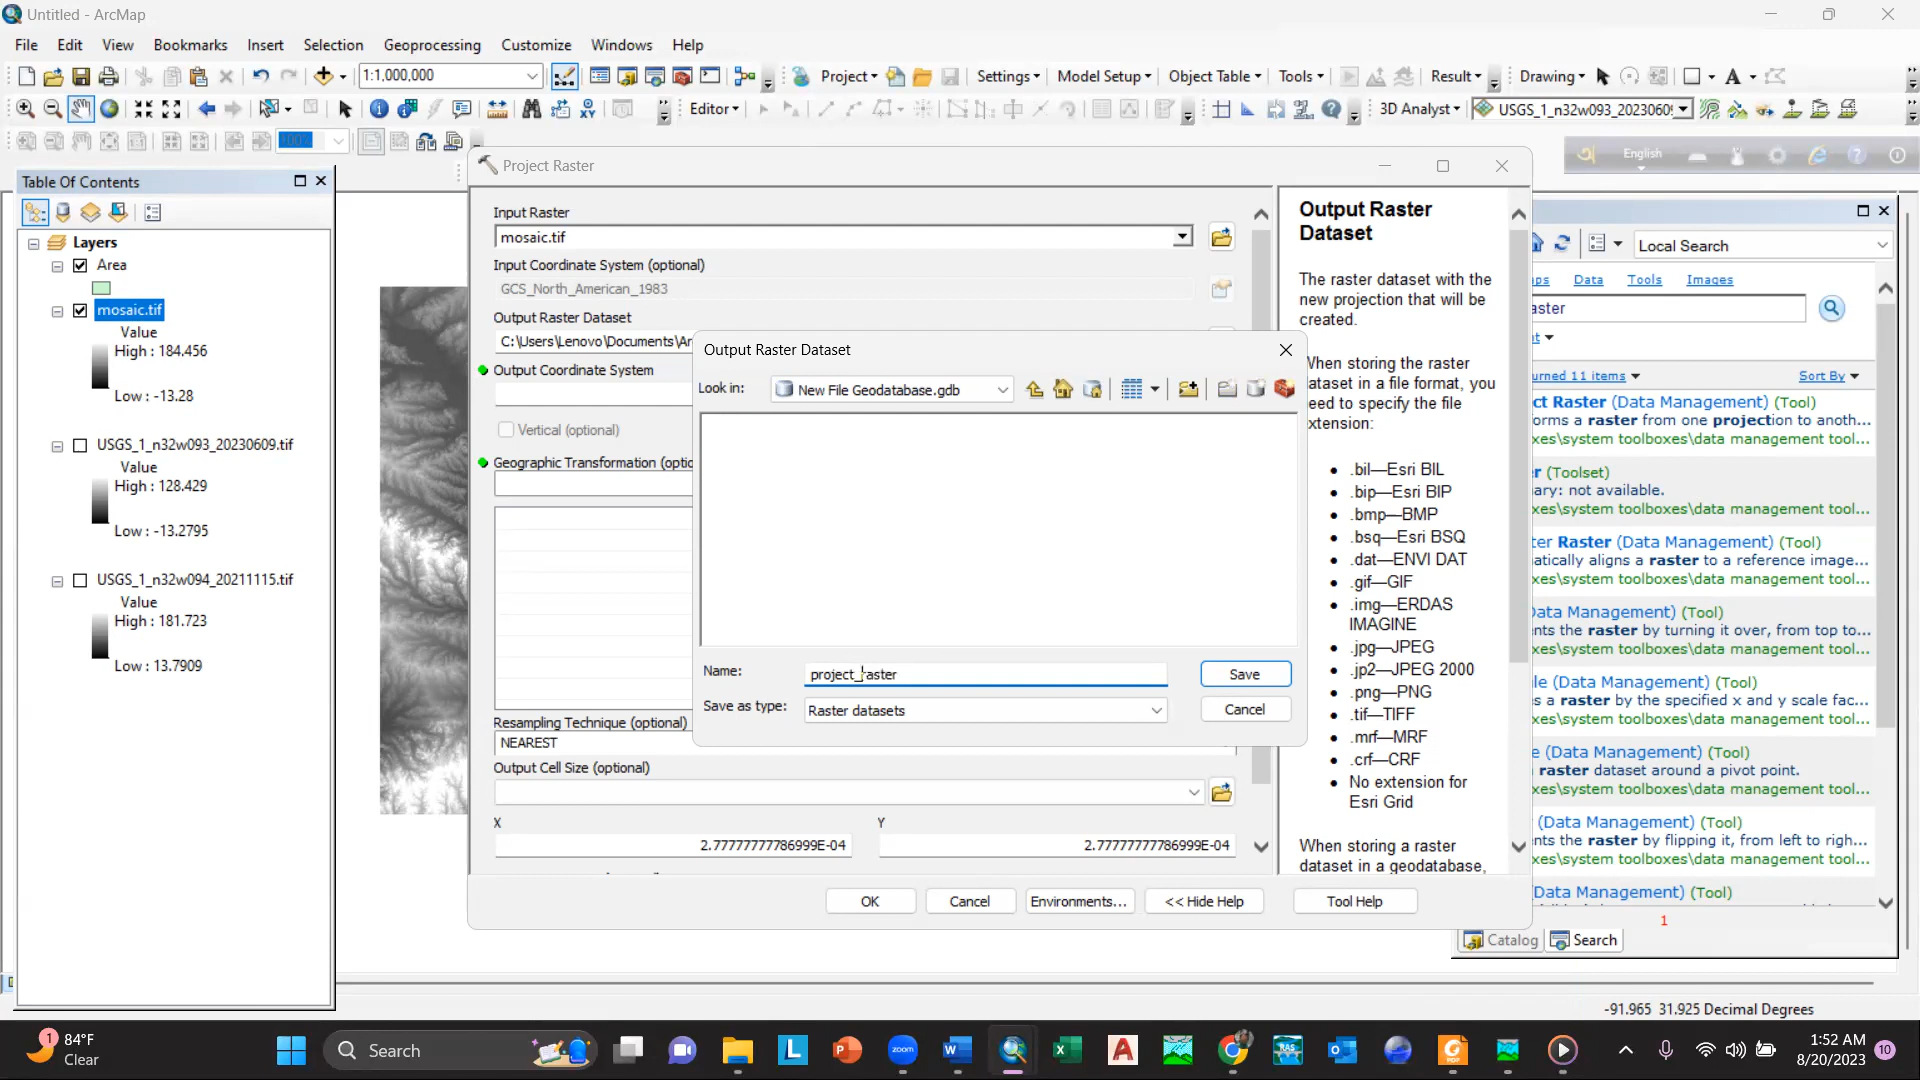 Untitled - ArcMap
File Edit View Bookmarks Insert Selection Geoprocessing Customize Windows Help
1:1,000,000 Project Settings Model Setup Object Table Tools Result Drawing
Editor 3D Analyst USGS_1_n32w093_20230609
English
Project Raster
Table Of Contents
Layers
Area
mosaic.tif
Value
High : 184.456
Low : -13.28
USGS_1_n32w093_20230609.tif
Value
High : 128.429
Low : -13.2795
USGS_1_n32w094_20211115.tif
Value
High : 181.723
Low : 13.7909
Input Raster
mosaic.tif
Input Coordinate System (optional)
GCS_North_American_1983
Output Raster Dataset
C:\Users\Lenovo\Documents\Ar
Output Coordinate System
Vertical (optional)
Geographic Transformation (optio
Resampling Technique (optional)
NEAREST
Output Cell Size (optional)
X Y
2.77777777786999E-04 2.77777777786999E-04
OK Cancel Environments... << Hide Help Tool Help
Output Raster Dataset
Look in: New File Geodatabase.gdb
Name: project_raster Save
Save as type: Raster datasets Cancel
Output Raster
Dataset
The raster dataset with the
new projection that will be
created.
When storing the raster
dataset in a file format, you
need to specify the file
extension:
.bil—Esri BIL
.bip—Esri BIP
.bmp—BMP
.bsq—Esri BSQ
.dat—ENVI DAT
.gif—GIF
.img—ERDAS
IMAGINE
.jpg—JPEG
.jp2—JPEG 2000
.png—PNG
.tif—TIFF
.mrf—MRF
.crf—CRF
No extension for
Esri Grid
When storing a raster
dataset in a geodatabase,
Local Search
ps Data Tools Images
aster
urned 11 items Sort By
ct Raster (Data Management) (Tool)
orms a raster from one projection to anoth...
xes\system toolboxes\data management tool...
r (Toolset)
ary: not available.
xes\system toolboxes\data management tool...
ter Raster (Data Management) (Tool)
atically aligns a raster to a reference image...
xes\system toolboxes\data management tool...
Data Management) (Tool)
nts the raster by turning it over, from top to...
xes\system toolboxes\data management tool...
le (Data Management) (Tool)
s a raster by the specified x and y scale fac...
xes\system toolboxes\data management tool...
e (Data Management) (Tool)
raster dataset around a pivot point.
xes\system toolboxes\data management tool...
(Data Management) (Tool)
nts the raster by flipping it, from left to righ...
xes\system toolboxes\data management tool...
Data Management) (Tool)
1
Catalog Search
-91.965 31.925 Decimal Degrees
1
84°F
Clear
Search
zoom
1:52 AM
8/20/2023
10